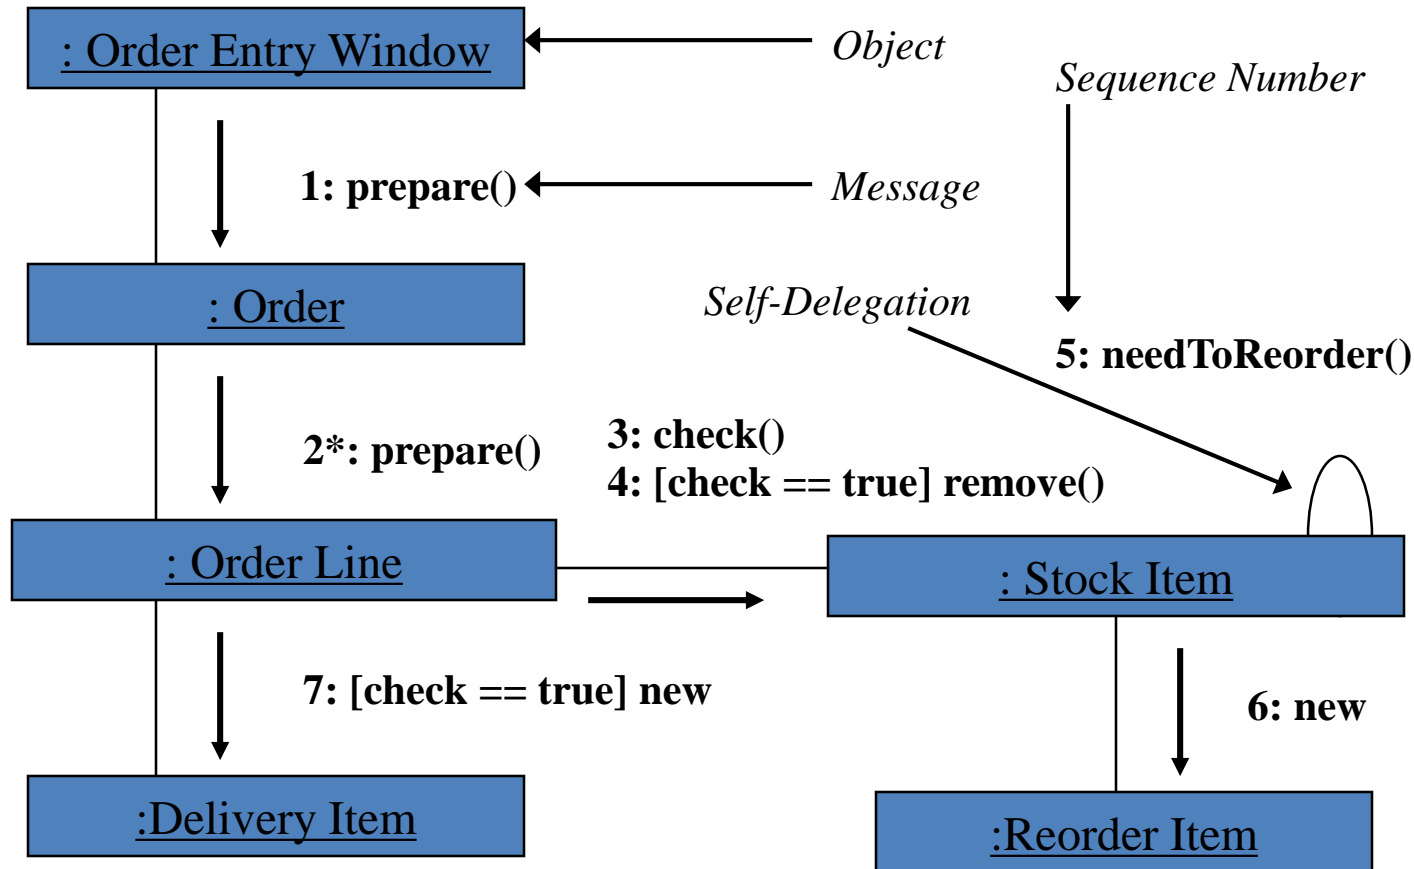 : Order Entry Window
Object
Sequence Number
1: prepare()
Message
: Order
Self-Delegation
5: needToReorder()
2*: prepare()
3: check()
4: [check == true] remove()
: Order Line
: Stock Item
7: [check == true] new
6: new
:Delivery Item
:Reorder Item